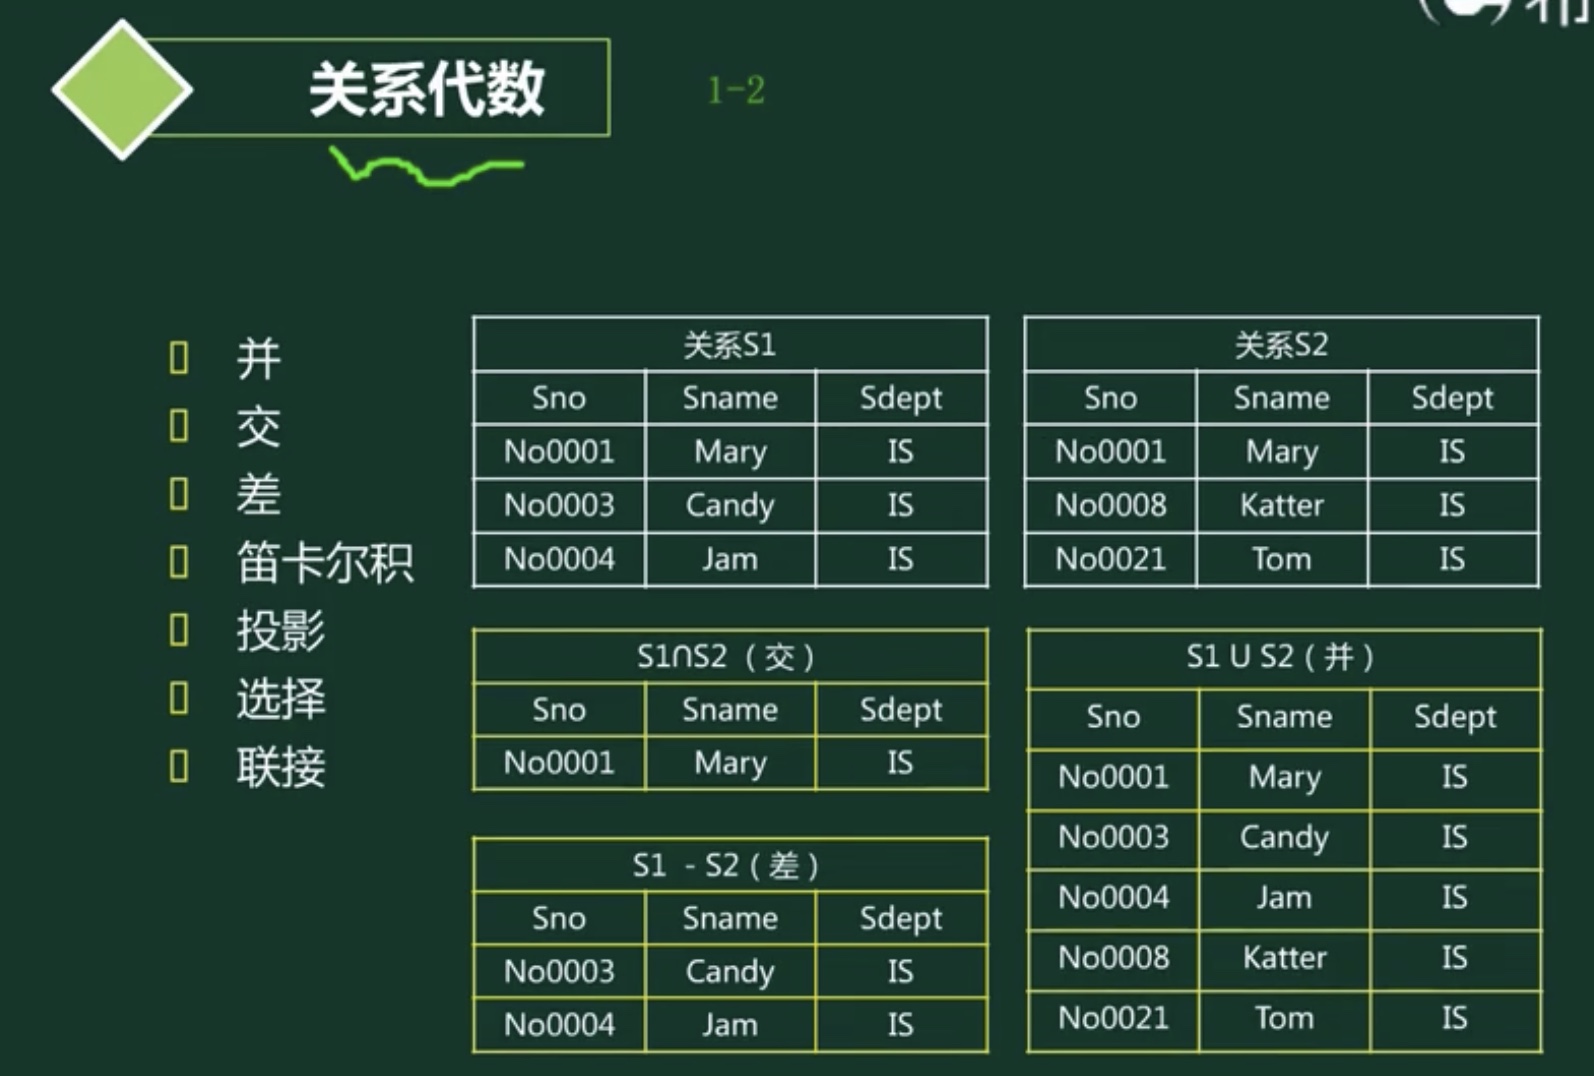 关系代数
1-2
并
交
差
笛卡尔积
投影
选择
联接
关系S1
Sno Sname Sdept
No0001 Mary IS
No0003 Candy IS
No0004 Jam IS
关系S2
Sno Sname Sdept
No0001 Mary IS
No0008 Katter IS
No0021 Tom IS
S1∩S2（交）
Sno Sname Sdept
No0001 Mary IS
S1 U S2（并）
Sno Sname Sdept
No0001 Mary IS
No0003 Candy IS
No0004 Jam IS
No0008 Katter IS
No0021 Tom IS
S1 - S2（差）
Sno Sname Sdept
No0003 Candy IS
No0004 Jam IS